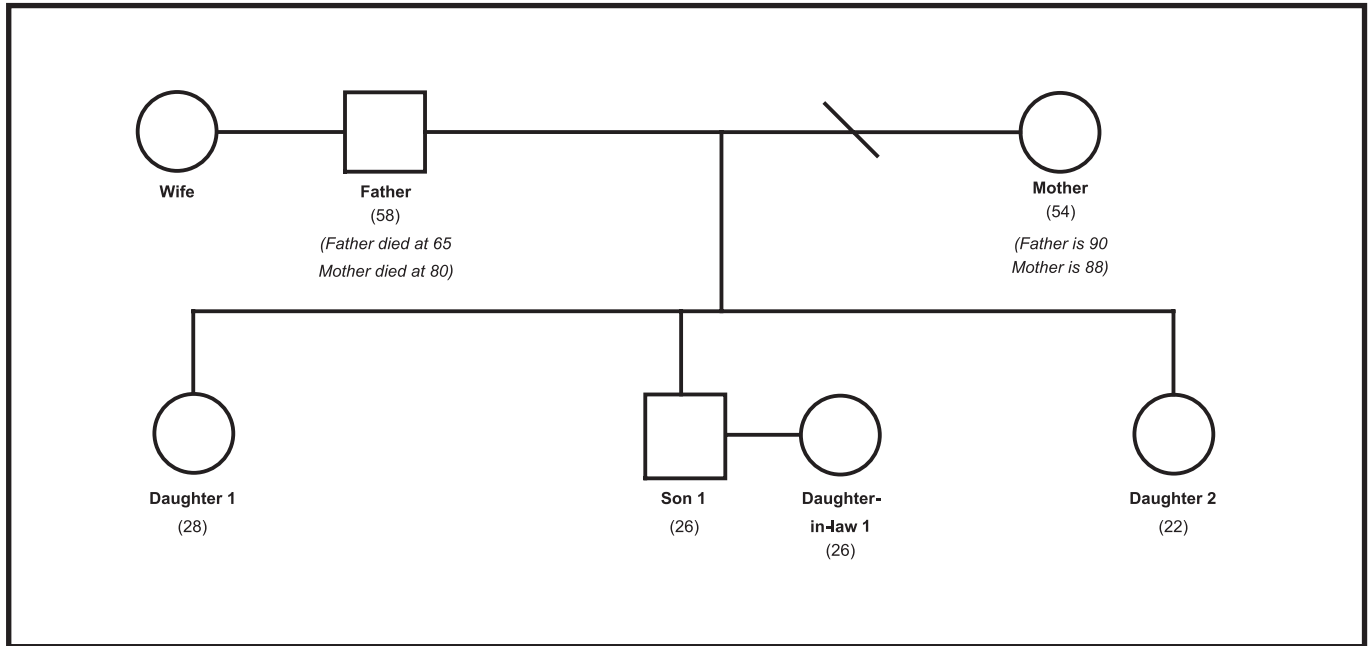 Wife
Father
(58)
(Father died at 65
Mother died at 80)
Mother
(54)
(Father is 90
Mother is 88)
Daughter 1
(28)
Son 1
(26)
Daughter-
in-law 1
(26)
Daughter 2
(22)